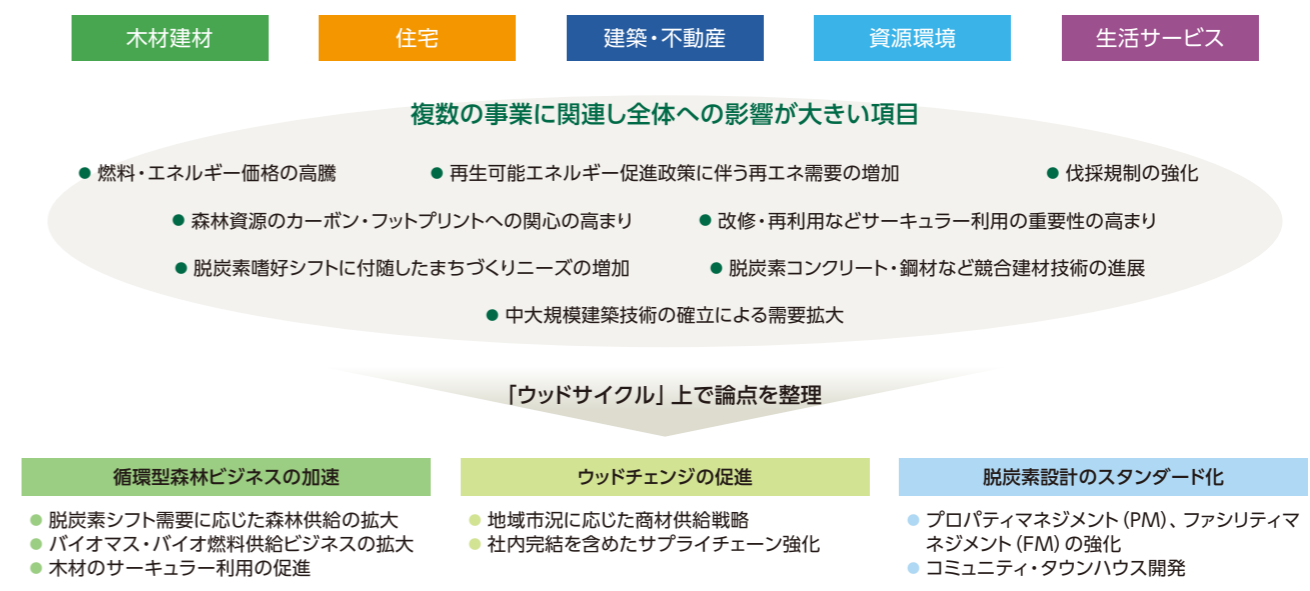 木材建材
住宅
建築・不動産
資源環境
生活サービス
複数の事業に関連し全体への影響が大きい項目
● 燃料・エネルギー価格の高騰
● 再生可能エネルギー促進政策に伴う再エネ需要の増加
● 伐採規制の強化
● 森林資源のカーボン・フットプリントへの関心の高まり
● 改修・再利用などサーキュラー利用の重要性の高まり
● 脱炭素嗜好シフトに付随したまちづくりニーズの増加
● 脱炭素コンクリート・鋼材など競合建材技術の進展
● 中大規模建築技術の確立による需要拡大
「ウッドサイクル」上で論点を整理
循環型森林ビジネスの加速
● 脱炭素シフト需要に応じた森林供給の拡大
● バイオマス・バイオ燃料供給ビジネスの拡大
● 木材のサーキュラー利用の促進
ウッドチェンジの促進
● 地域市況に応じた商材供給戦略
● 社内完結を含めたサプライチェーン強化
脱炭素設計のスタンダード化
● プロパティマネジメント（PM）、ファシリティマ
ネジメント（FM）の強化
● コミュニティ・タウンハウス開発